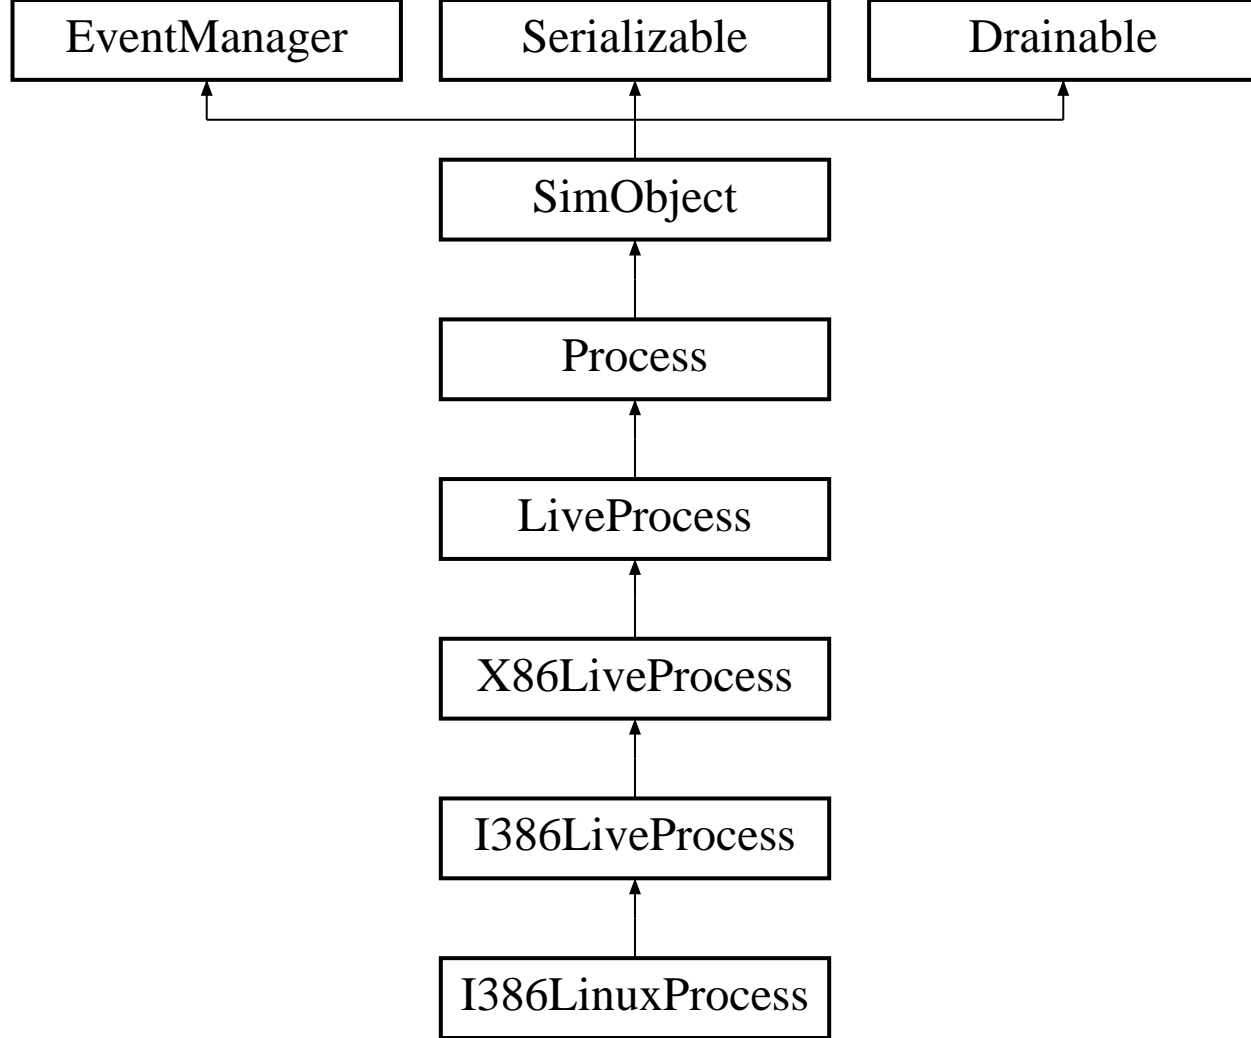 EventManager
Serializable
Drainable
SimObject
Process
LiveProcess
X86LiveProcess
I386LiveProcess
I386LinuxProcess